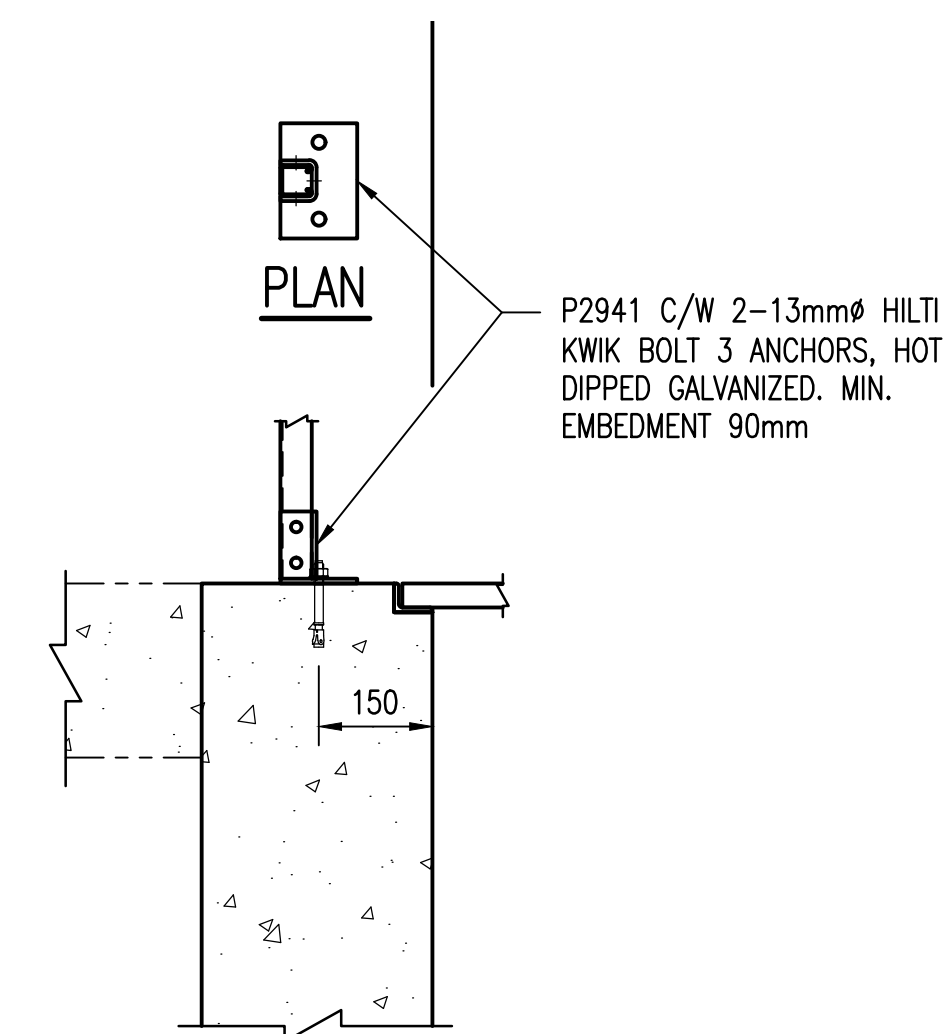 PLAN
P2941 C/W 2-13mmø HILTI
KWIK BOLT 3 ANCHORS, HOT
DIPPED GALVANIZED. MIN.
EMBEDMENT 90mm
150